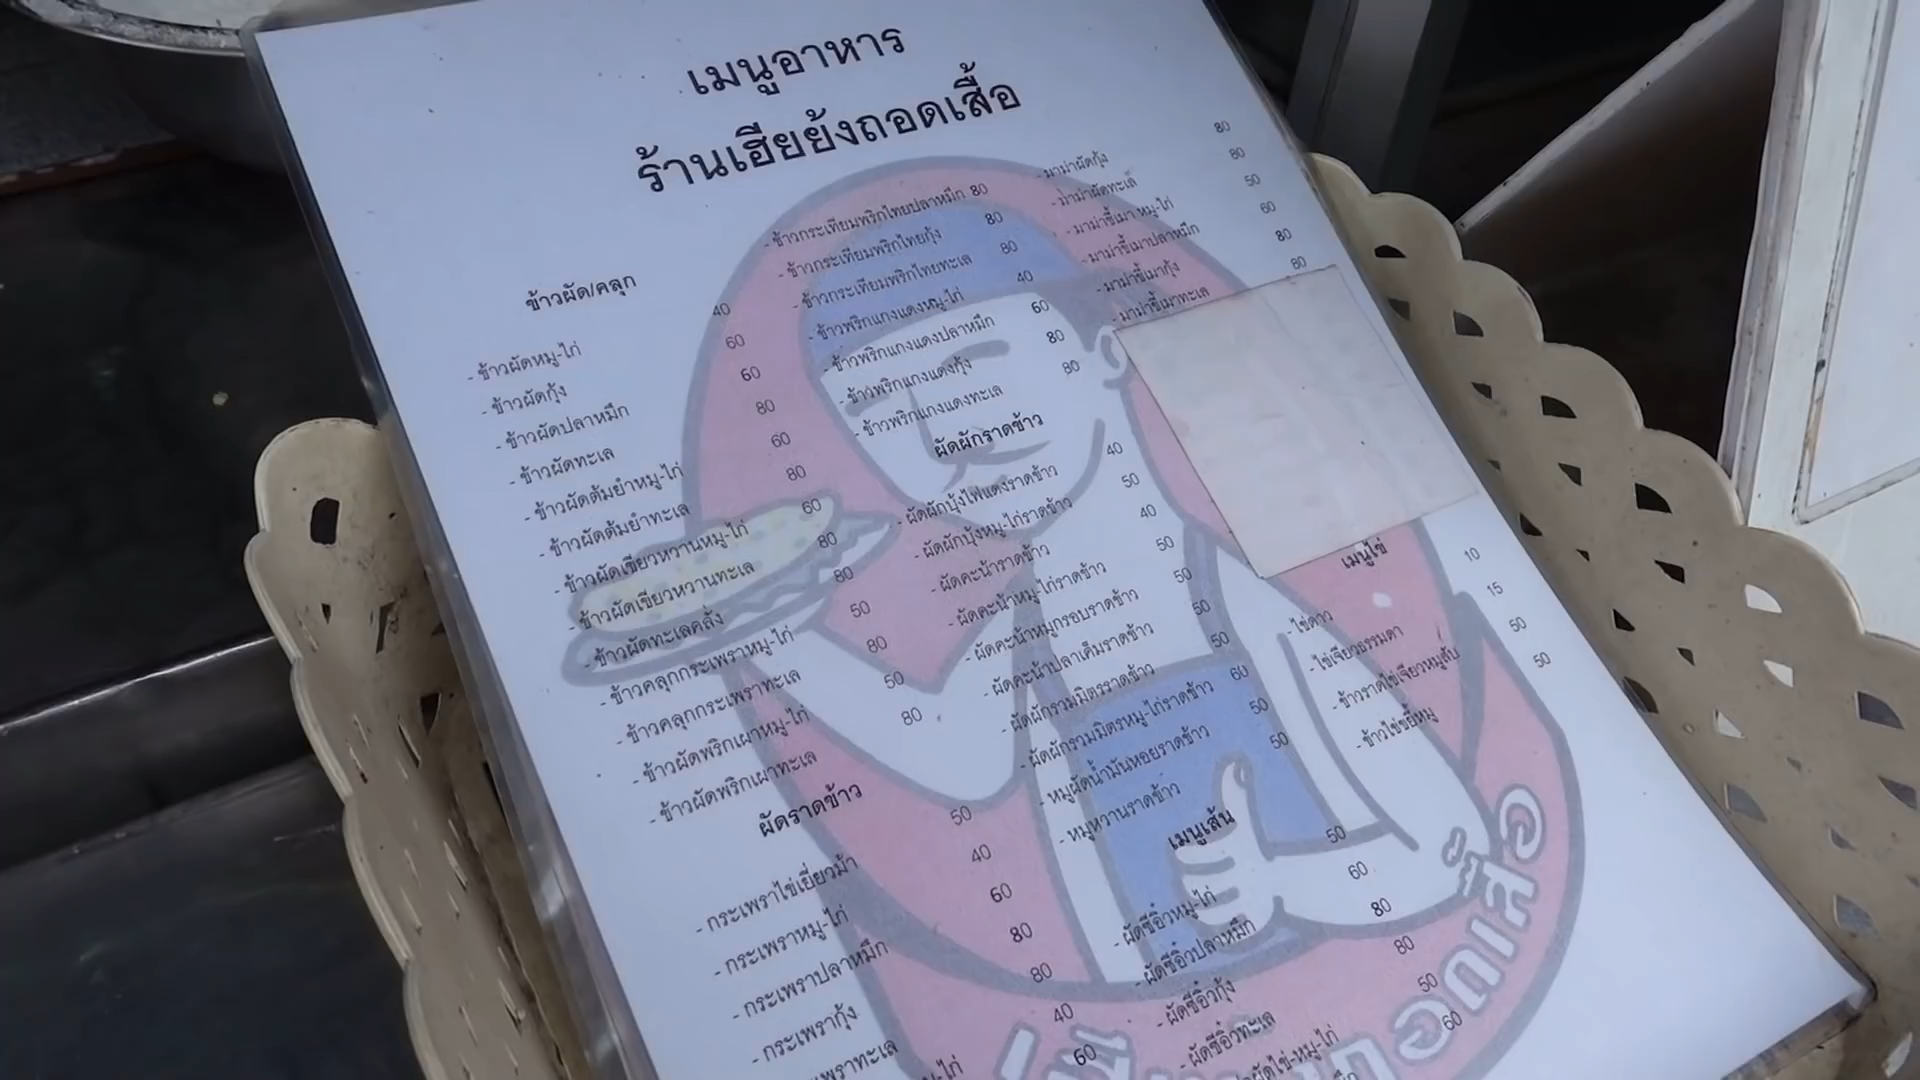 เมนูอาหาร
ร้านเฮียย้งถอดเสื้อ
ข้าวผัด/คลุก
- ข้าวผัดหมู-ไก่ 40
- ข้าวผัดกุ้ง 60
- ข้าวผัดปลาหมึก 60
- ข้าวผัดทะเล 80
- ข้าวผัดต้มยำหมู-ไก่ 60
- ข้าวผัดต้มยำทะเล 80
- ข้าวผัดเขียวหวานหมู-ไก่ 60
- ข้าวผัดเขียวหวานทะเล 80
- ข้าวผัดทะเลคลั่ง 80
- ข้าวคลุกกระเพราหมู-ไก่ 50
- ข้าวคลุกกระเพราทะเล 80
- ข้าวผัดพริกเผาหมู-ไก่ 50
- ข้าวผัดพริกเผาทะเล 80
ผัดราดข้าว
- กระเพราไข่เยี่ยวม้า 50
- กระเพราหมู-ไก่ 40
- กระเพราปลาหมึก 60
- กระเพรากุ้ง 80
พราทะเล 80
-ไก่ 40
60
- ข้าวกระเทียมพริกไทยปลาหมึก 80
- ข้าวกระเทียมพริกไทยกุ้ง 80
- ข้าวกระเทียมพริกไทยทะเล 80
- ข้าวพริกแกงแดงหมู-ไก่ 40
- ข้าวพริกแกงแดงปลาหมึก 60
- ข้าวพริกแกงแดงกุ้ง 80
- ข้าวพริกแกงแดงทะเล 80
ผัดผักราดข้าว
- ผัดผักบุ้งไฟแดงราดข้าว 40
- ผัดผักบุ้งหมู-ไก่ราดข้าว 50
- ผัดคะน้าราดข้าว 40
- ผัดคะน้าหมู-ไก่ราดข้าว 50
- ผัดคะน้าหมูกรอบราดข้าว 50
- ผัดคะน้าปลาเค็มราดข้าว 50
- ผัดผักรวมมิตรราดข้าว 50
- ผัดผักรวมมิตรหมู-ไก่ราดข้าว 60
- หมูผัดน้ำมันหอยราดข้าว 50
- หมูหวานราดข้าว 50
เมนูเส้น
- ผัดซีอิ๋วหมู-ไก่ 50
- ผัดซีอิ๋วปลาหมึก 60
- ผัดซีอิ๋วกุ้ง 80
- ผัดซีอิ๋วทะเล 80
ผัดไข่-หมู-ไก่ 50
60
- มาม่าผัดกุ้ง 80
- ม่าม่าผัดทะเล 80
- มาม่าขี้เมา หมู-ไก่ 50
- มาม่าขี้เมาปลาหมึก 60
- มาม่าขี้เมากุ้ง 80
- มาม่าขี้เมาทะเล 80
เมนูไข่
- ไข่ดาว 10
- ไข่เจียวธรรมดา 15
- ข้าวราดไข่เจียวหมูสับ 50
- ข้าวไข่ขยี้หมู 50
ถอดเสื้อ